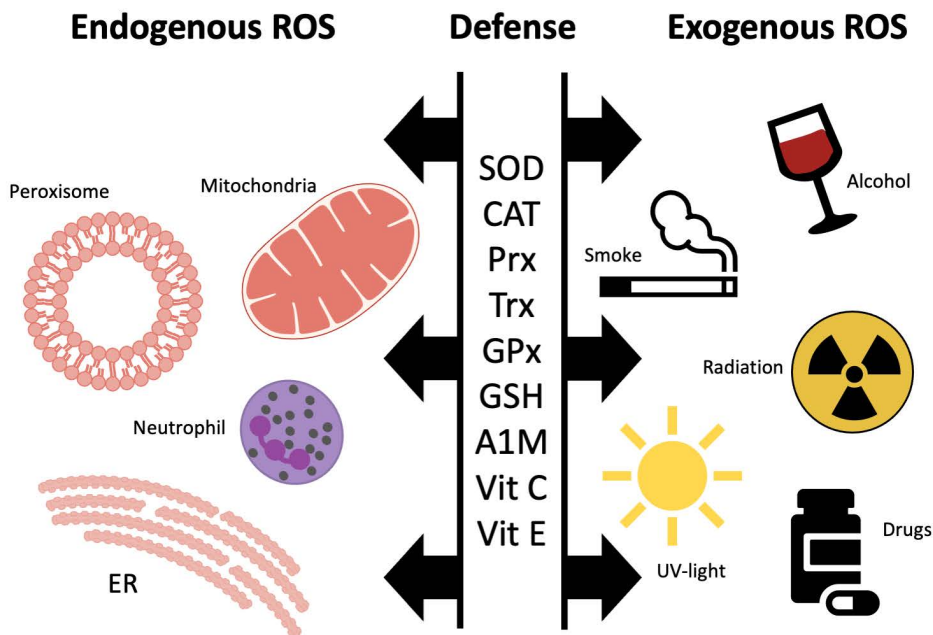 Endogenous ROS
Defense
Exogenous ROS
Peroxisome
Mitochondria
Neutrophil
ER
SOD
CAT
Prx
Trx
GPx
GSH
A1M
Vit C
Vit E
Alcohol
Smoke
Radiation
UV-light
Drugs